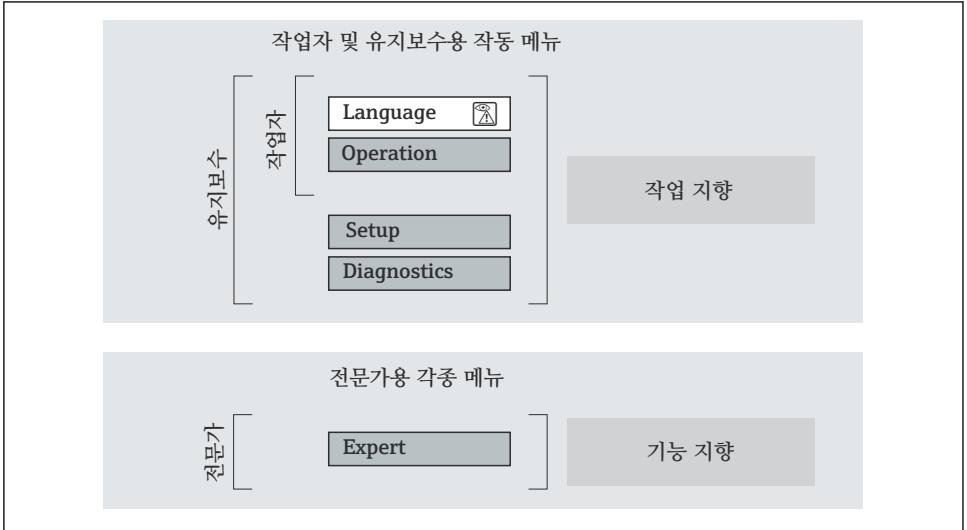 작업자 및 유지보수용 작동 메뉴
유지보수
작업자
Language
Operation
작업 지향
Setup
Diagnostics
전문가용 각종 메뉴
전문가
Expert
기능 지향